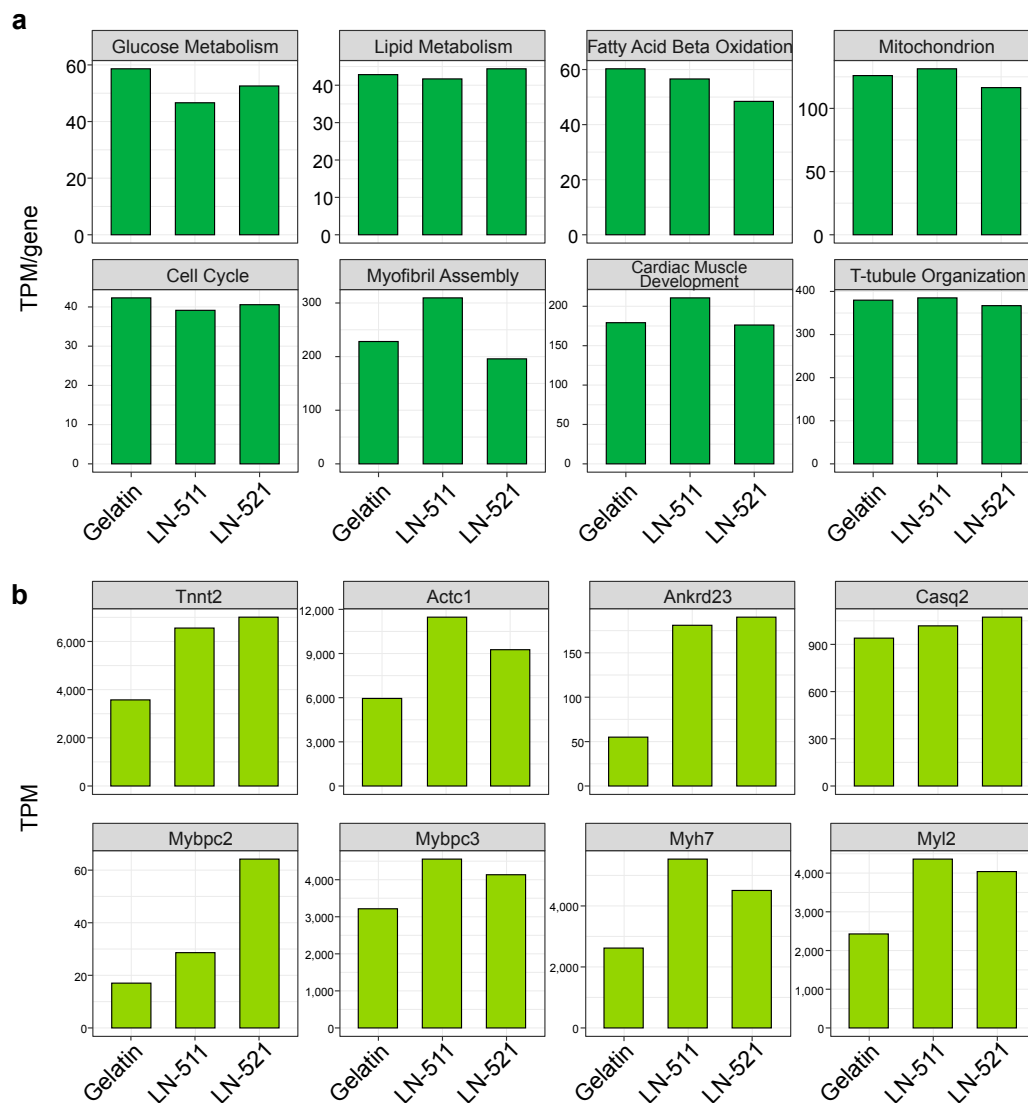 a
Glucose Metabolism
Lipid Metabolism
Fatty Acid Beta Oxidation
Mitochondrion
60
40
20
0
40
30
20
10
0
60
40
20
0
100
50
0
TPM/gene
Cell Cycle
Myofibril Assembly
Cardiac Muscle
Development
T-tubule Organization
40
30
20
10
0
300
200
100
0
200
150
100
50
0
400
300
200
100
0
Gelatin
LN-511
LN-521
Gelatin
LN-511
LN-521
Gelatin
LN-511
LN-521
Gelatin
LN-511
LN-521
b
Tnnt2
Actc1
Ankrd23
Casq2
6,000
4,000
2,000
0
12,000
9,000
6,000
3,000
0
150
100
50
0
900
600
300
0
TPM
Mybpc2
Mybpc3
Myh7
Myl2
60
40
20
0
4,000
3,000
2,000
1,000
0
4,000
2,000
0
4,000
3,000
2,000
1,000
0
Gelatin
LN-511
LN-521
Gelatin
LN-511
LN-521
Gelatin
LN-511
LN-521
Gelatin
LN-511
LN-521